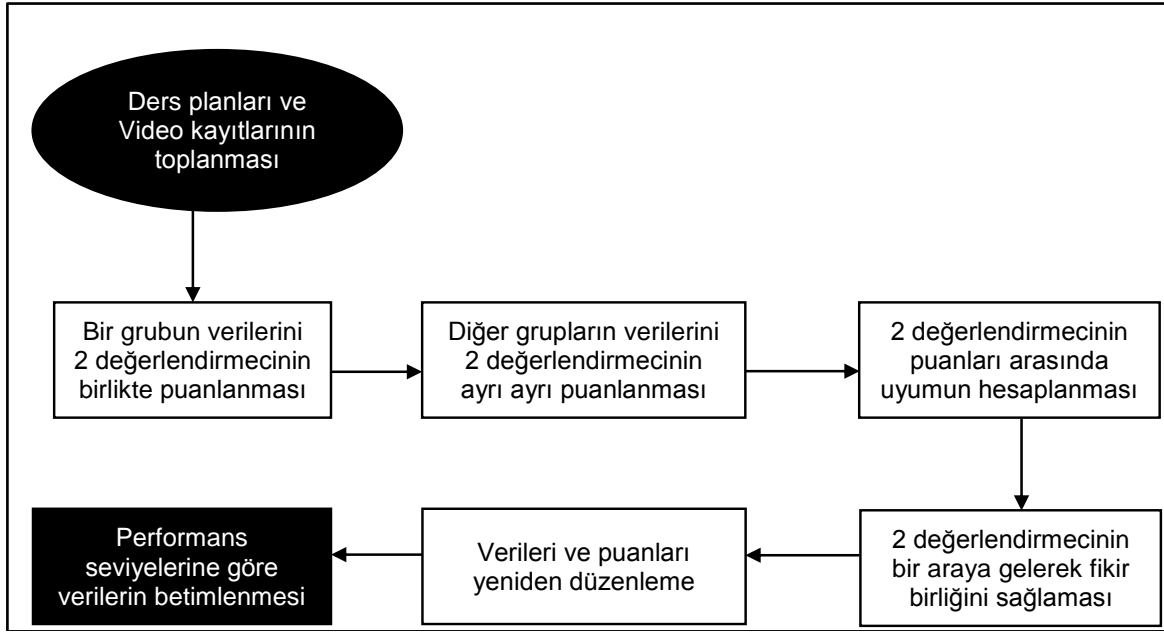 Ders planları ve
Video kayıtlarının
toplanması
Bir grubun verilerini
2 değerlendirmecinin
birlikte puanlanması
Diğer grupların verilerini
2 değerlendirmecinin
ayrı ayrı puanlanması
2 değerlendirmecinin
puanları arasında
uyumun hesaplanması
2 değerlendirmecinin
bir araya gelerek fikir
birliğini sağlaması
Verileri ve puanları
yeniden düzenleme
Performans
seviyelerine göre
verilerin betimlenmesi